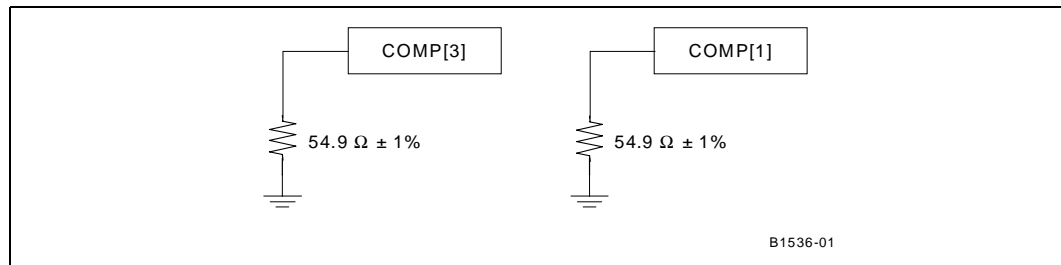 COMP[3]
COMP[1]
54.9 Ω ± 1%
54.9 Ω ± 1%
B1536-01